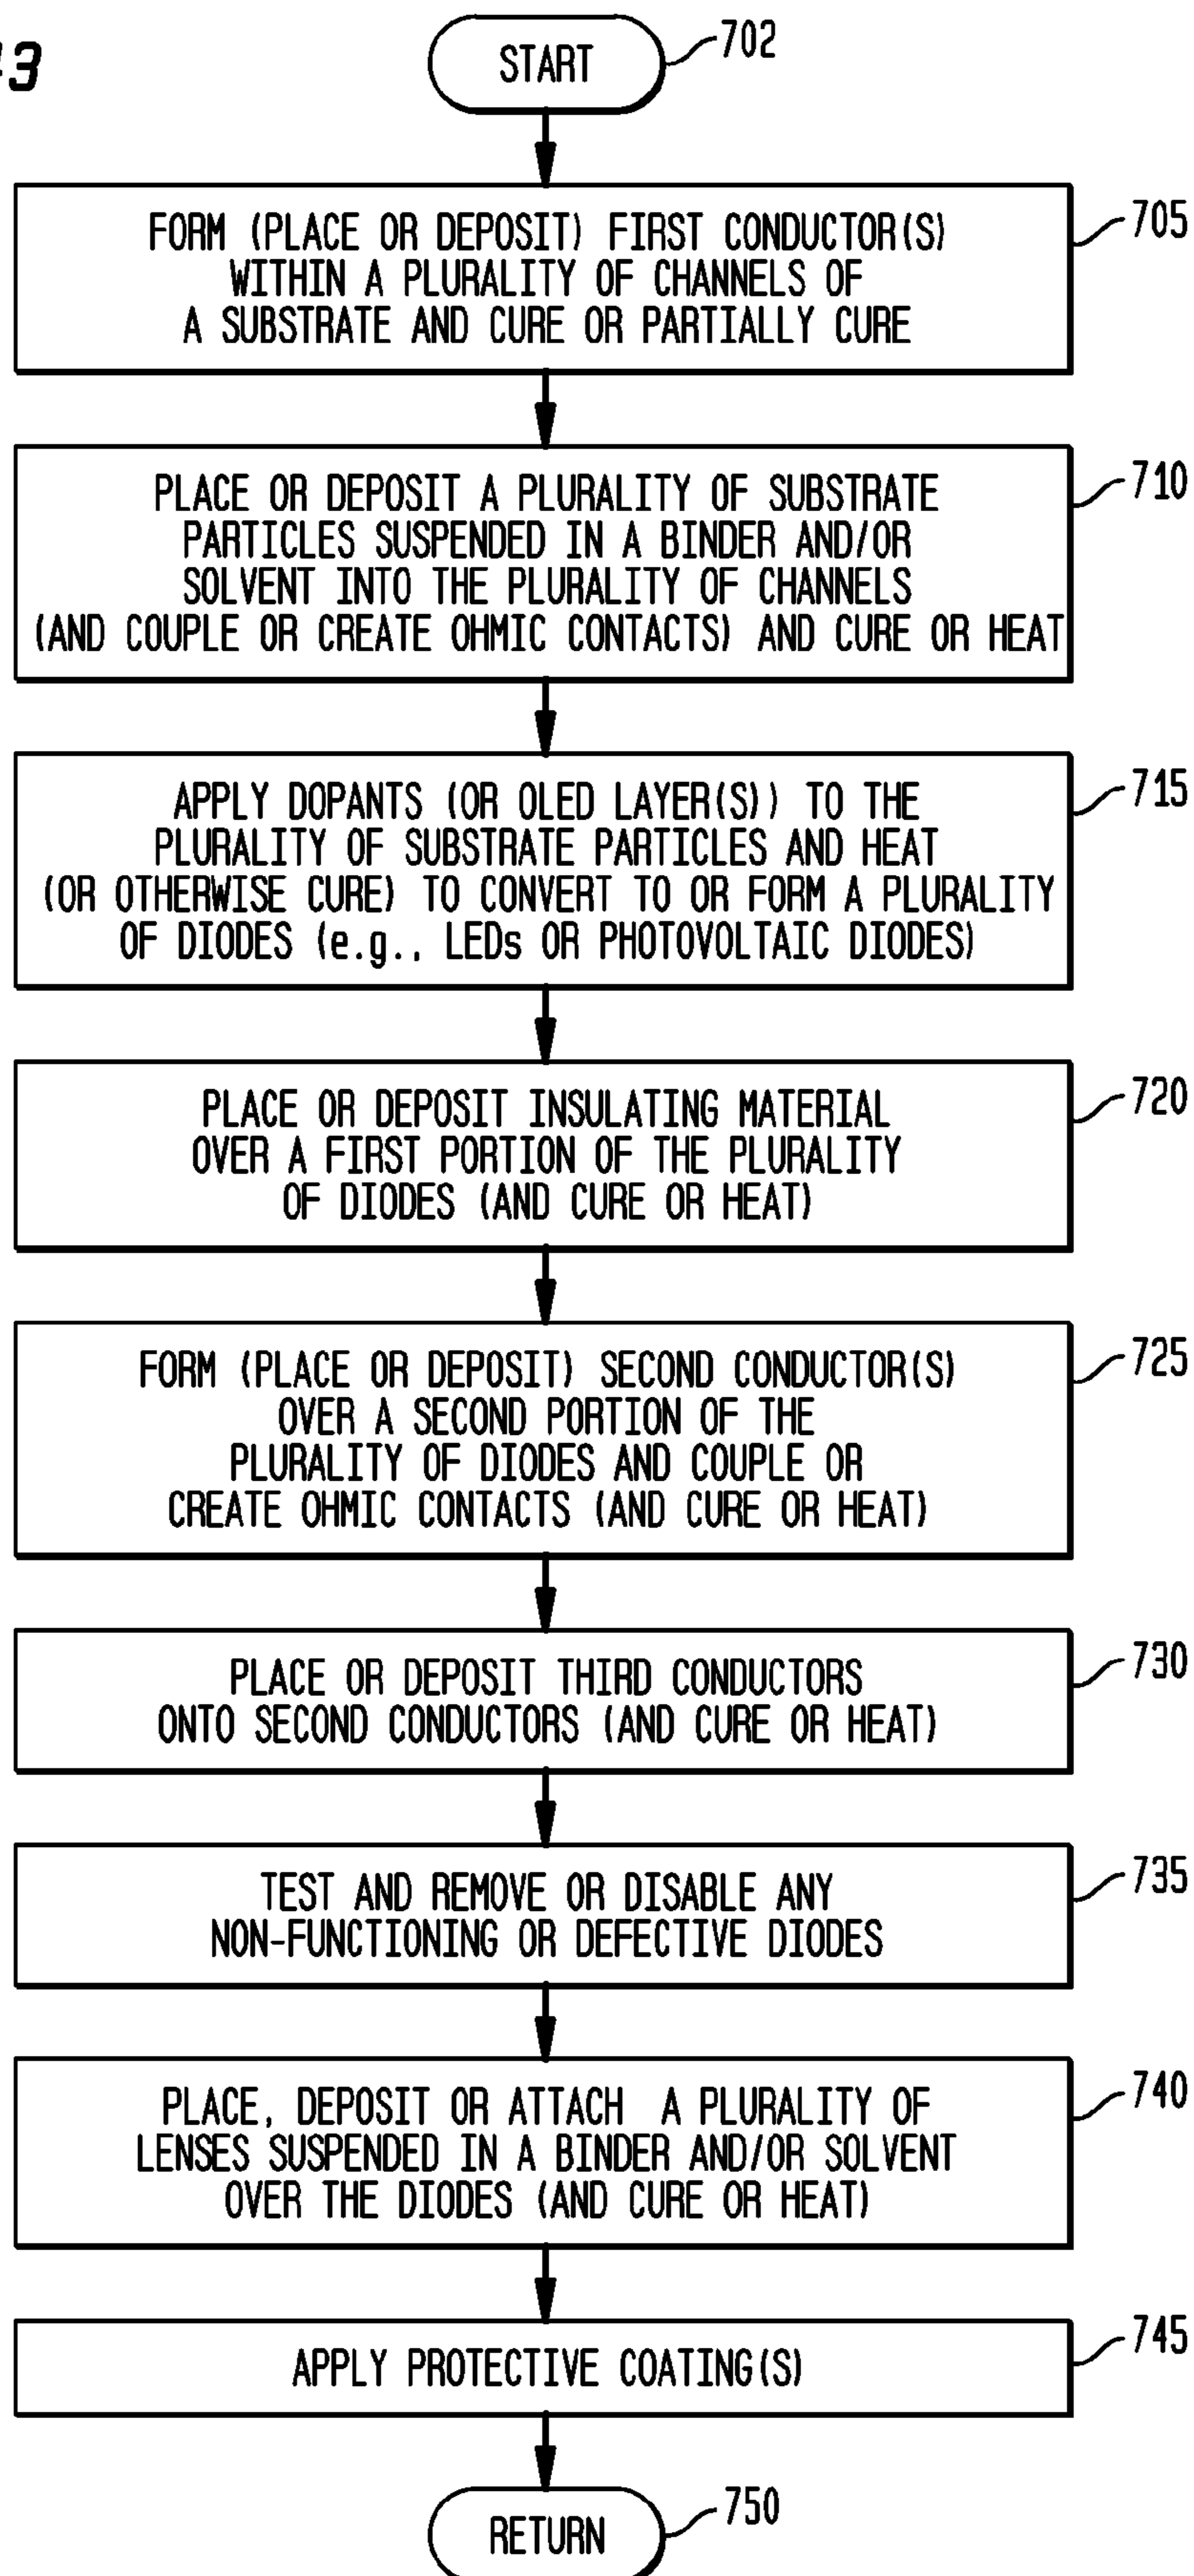 43
START
702
FORM (PLACE OR DEPOSIT) FIRST CONDUCTOR(S)
WITHIN A PLURALITY OF CHANNELS OF
A SUBSTRATE AND CURE OR PARTIALLY CURE
705
PLACE OR DEPOSIT A PLURALITY OF SUBSTRATE
PARTICLES SUSPENDED IN A BINDER AND/OR
SOLVENT INTO THE PLURALITY OF CHANNELS
(AND COUPLE OR CREATE OHMIC CONTACTS) AND CURE OR HEAT
710
APPLY DOPANTS (OR OLED LAYER(S)) TO THE
PLURALITY OF SUBSTRATE PARTICLES AND HEAT
(OR OTHERWISE CURE) TO CONVERT TO OR FORM A PLURALITY
OF DIODES (e.g., LEDs OR PHOTOVOLTAIC DIODES)
715
PLACE OR DEPOSIT INSULATING MATERIAL
OVER A FIRST PORTION OF THE PLURALITY
OF DIODES (AND CURE OR HEAT)
720
FORM (PLACE OR DEPOSIT) SECOND CONDUCTOR(S)
OVER A SECOND PORTION OF THE
PLURALITY OF DIODES AND COUPLE OR
CREATE OHMIC CONTACTS (AND CURE OR HEAT)
725
PLACE OR DEPOSIT THIRD CONDUCTORS
ONTO SECOND CONDUCTORS (AND CURE OR HEAT)
730
TEST AND REMOVE OR DISABLE ANY
NON-FUNCTIONING OR DEFECTIVE DIODES
735
PLACE, DEPOSIT OR ATTACH A PLURALITY OF
LENSES SUSPENDED IN A BINDER AND/OR SOLVENT
OVER THE DIODES (AND CURE OR HEAT)
740
APPLY PROTECTIVE COATING(S)
745
RETURN
750